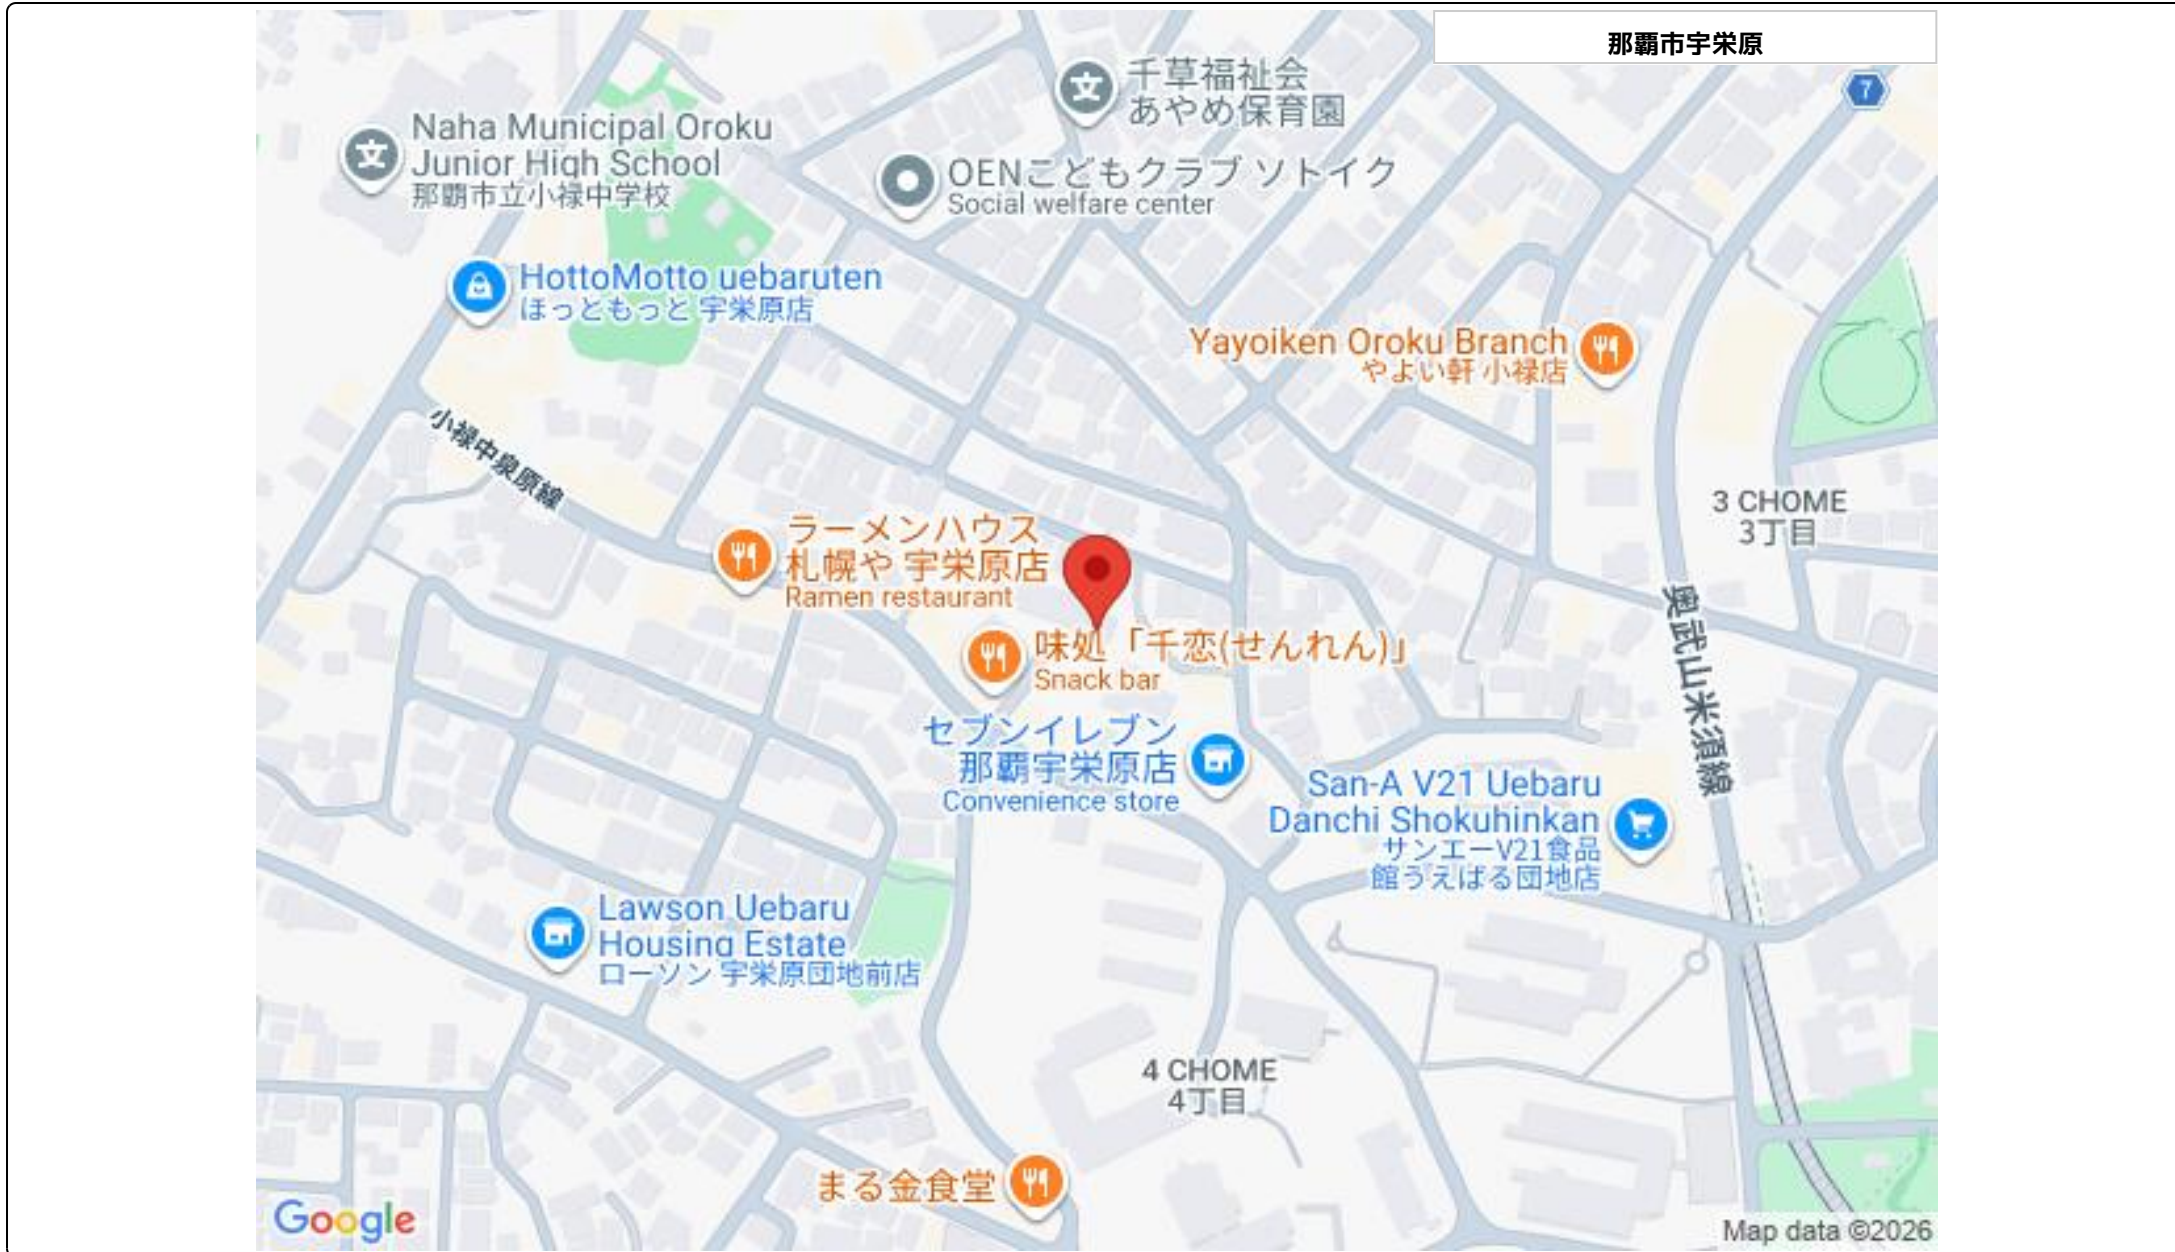 那覇市宇栄原
7
千草福祉会
あやめ保育園
Naha Municipal Oroku
Junior High School
那覇市立小禄中学校
OENこどもクラブ ソトイク
Social welfare center
HottoMotto uebaruten
ほっともっと 宇栄原店
Yayoiken Oroku Branch
やよい軒 小禄店
小禄中泉原線
3 CHOME
3丁目
ラーメンハウス
札幌や 宇栄原店
Ramen restaurant
奥武山米須線
味処「千恋(せんれん)」
Snack bar
セブンイレブン
那覇宇栄原店
Convenience store
San-A V21 Uebaru
Danchi Shokuhinkan
サンエーV21食品
館うえばる団地店
Lawson Uebaru
Housing Estate
ローソン 宇栄原団地前店
4 CHOME
4丁目
まる金食堂
Google
Map data ©2026